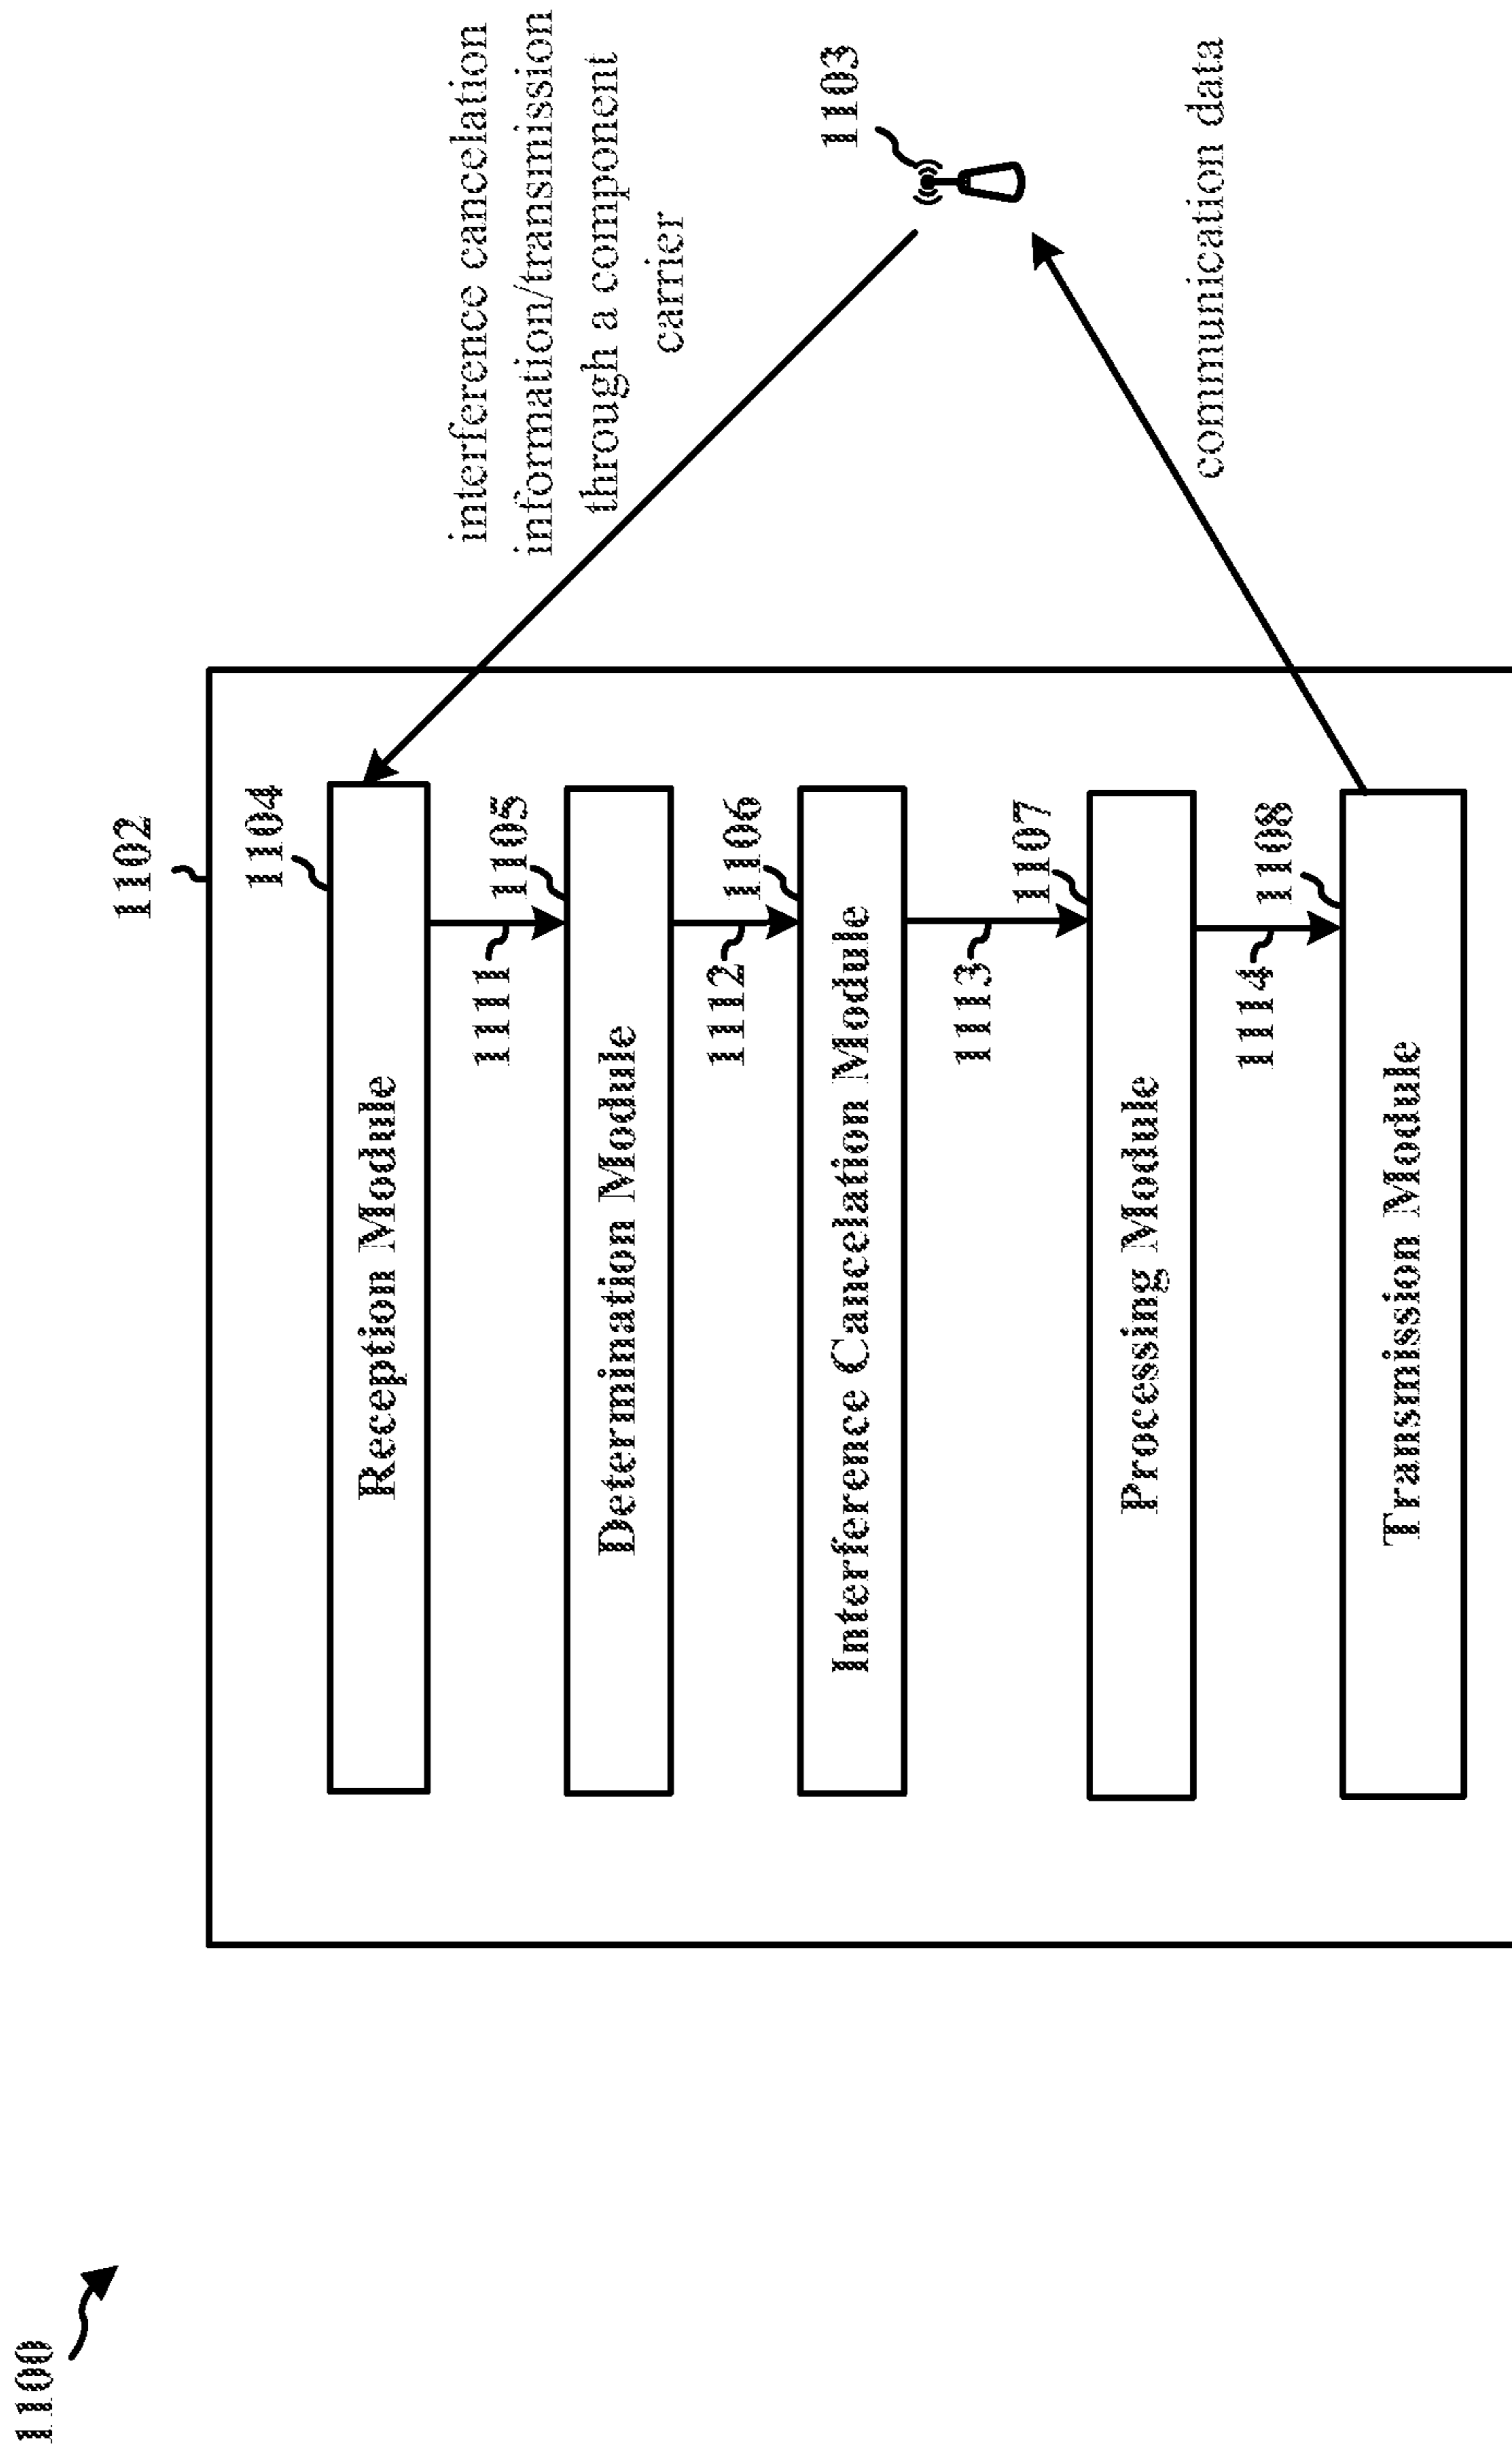 1100
1102
1104
Reception Module
interference cancelation
information/transmission
through a component
carrier
1111
1105
Determination Module
1103
1112
1106
Interference Cancelation Module
1113
1107
Processing Module
communication data
1114
1108
Transmission Module